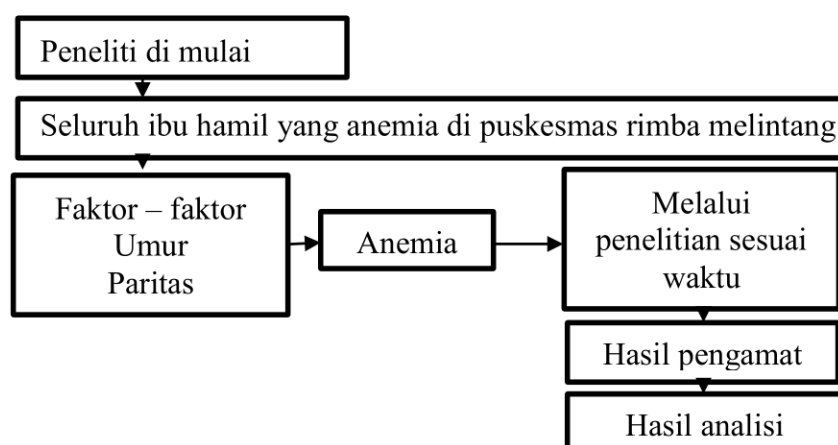 Peneliti di mulai
Seluruh ibu hamil yang anemia di puskesmas rimba melintang
Faktor – faktor
Umur
Paritas
Anemia
Melalui
penelitian sesuai
waktu
Hasil pengamat
Hasil analisi